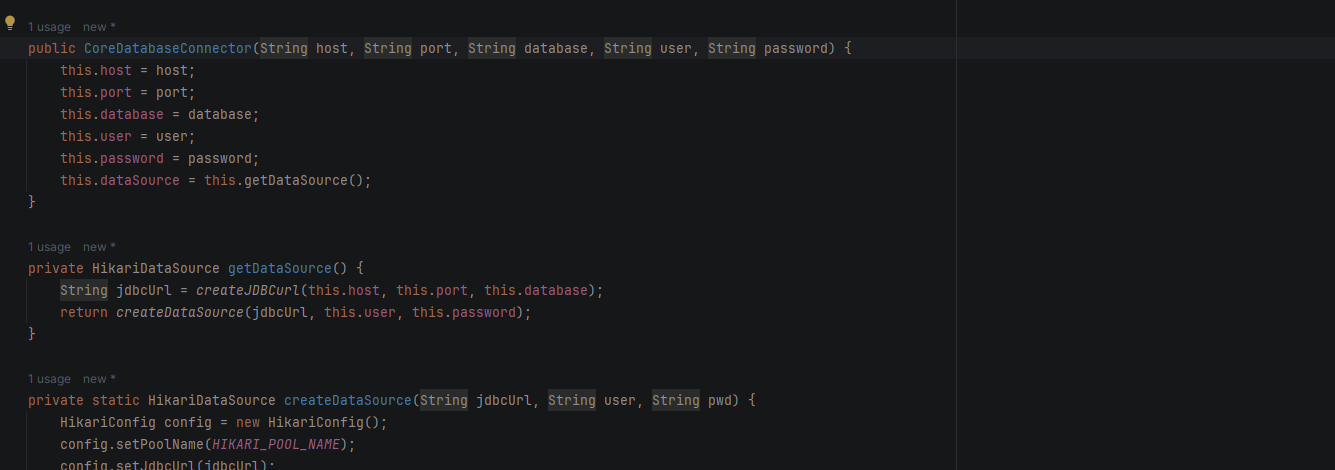 1 usage new *
public CoreDatabaseConnector(String host, String port, String database, String user, String password) {
    this.host = host;
    this.port = port;
    this.database = database;
    this.user = user;
    this.password = password;
    this.dataSource = this.getDataSource();
}
1 usage new *
private HikariDataSource getDataSource() {
    String jdbcUrl = createJDBCurl(this.host, this.port, this.database);
    return createDataSource(jdbcUrl, this.user, this.password);
}
1 usage new *
private static HikariDataSource createDataSource(String jdbcUrl, String user, String pwd) {
    HikariConfig config = new HikariConfig();
    config.setPoolName(HIKARI_POOL_NAME);
    config.setJdbcUrl(jdbcUrl);